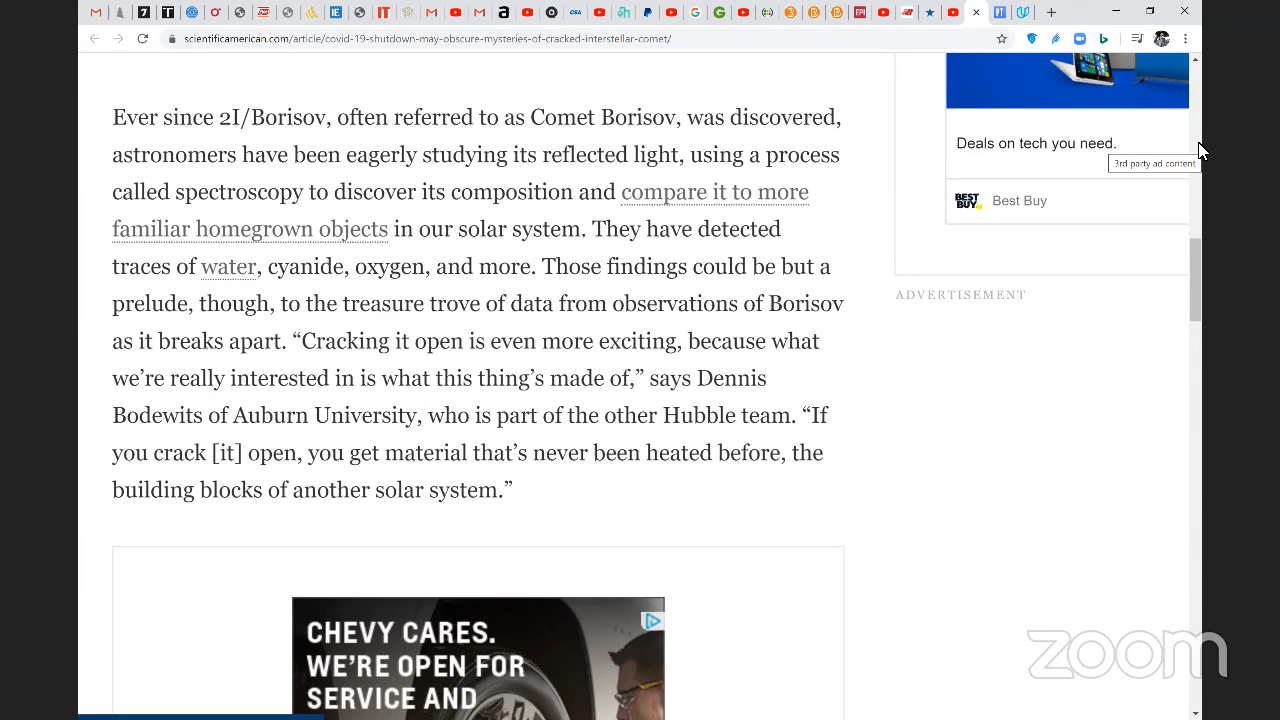 scientificamerican.com/article/covid-19-shutdown-may-obscure-mysteries-of-cracked-interstellar-comet/
Ever since 2I/Borisov, often referred to as Comet Borisov, was discovered,
astronomers have been eagerly studying its reflected light, using a process
called spectroscopy to discover its composition and compare it to more
familiar homegrown objects in our solar system. They have detected
traces of water, cyanide, oxygen, and more. Those findings could be but a
prelude, though, to the treasure trove of data from observations of Borisov
as it breaks apart. “Cracking it open is even more exciting, because what
we’re really interested in is what this thing’s made of,” says Dennis
Bodewits of Auburn University, who is part of the other Hubble team. “If
you crack [it] open, you get material that’s never been heated before, the
building blocks of another solar system.”
Deals on tech you need.
3rd party ad content
BEST
BUY
Best Buy
ADVERTISEMENT
CHEVY CARES.
WE’RE OPEN FOR
SERVICE AND
zoom